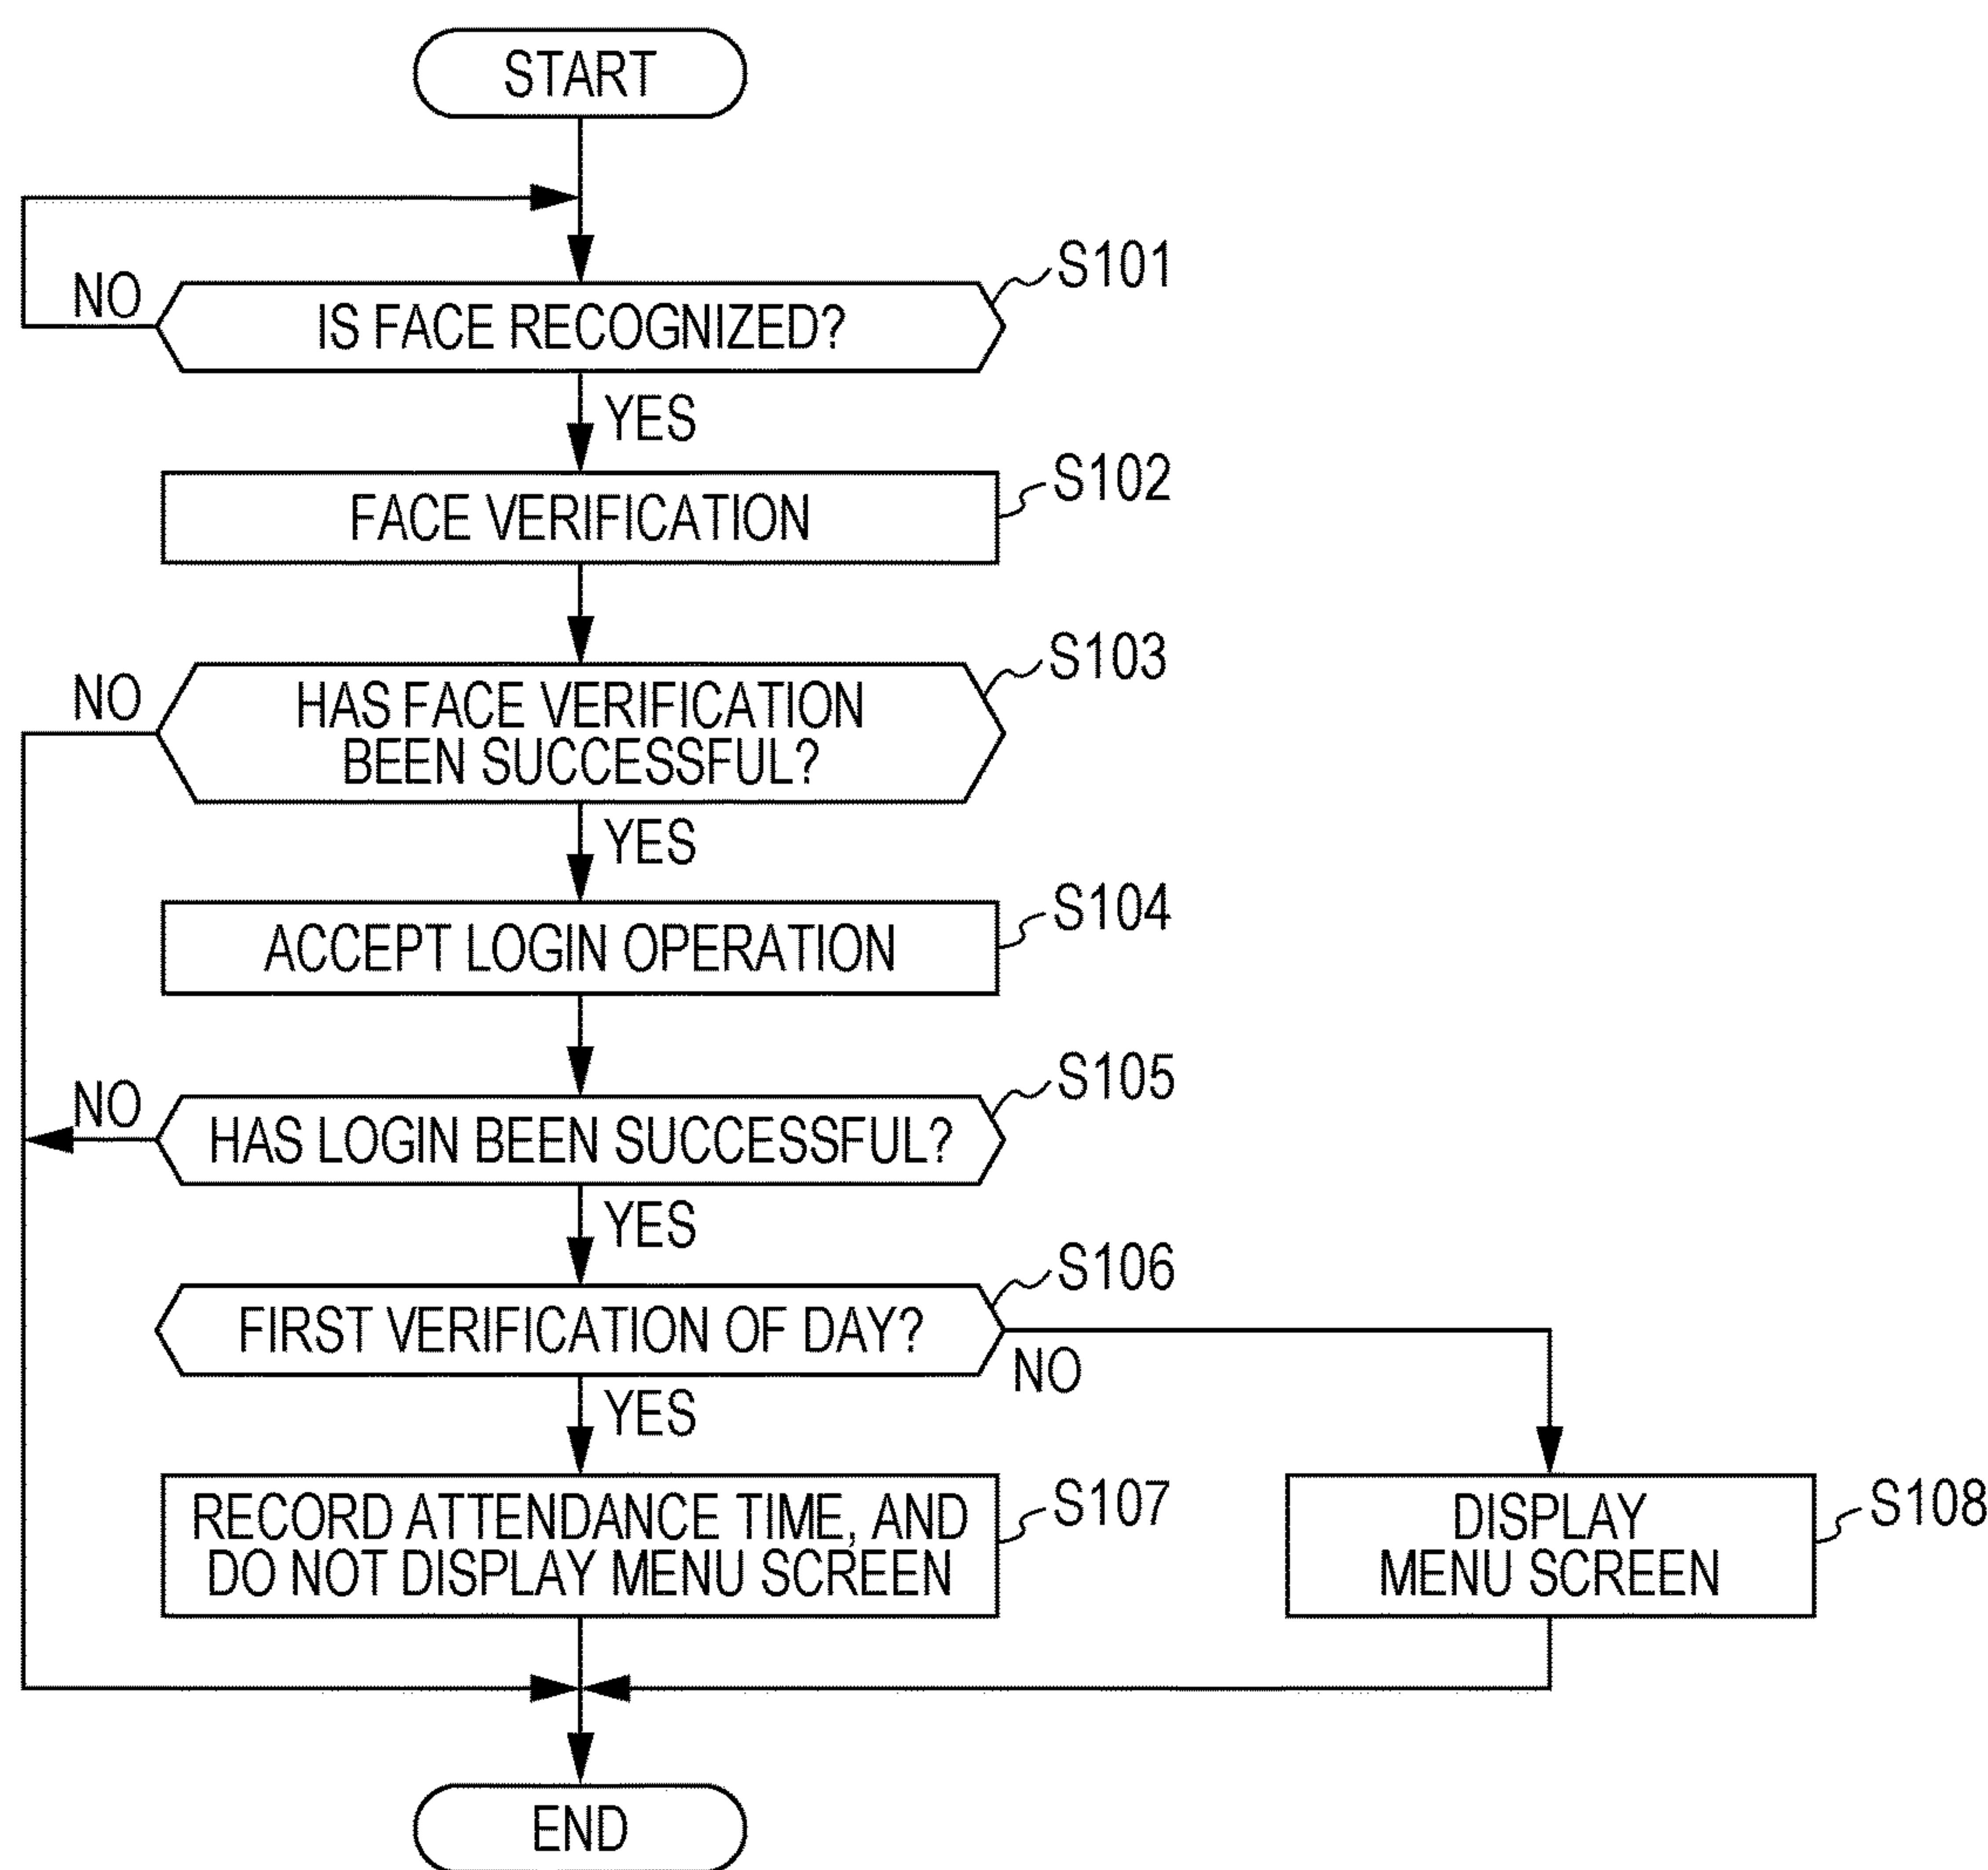 START
S101
NO
IS FACE RECOGNIZED?
YES
S102
FACE VERIFICATION
S103
NO
HAS FACE VERIFICATION
BEEN SUCCESSFUL?
YES
S104
ACCEPT LOGIN OPERATION
S105
NO
HAS LOGIN BEEN SUCCESSFUL?
YES
S106
FIRST VERIFICATION OF DAY?
NO
YES
S107
RECORD ATTENDANCE TIME, AND
DO NOT DISPLAY MENU SCREEN
S108
DISPLAY
MENU SCREEN
END